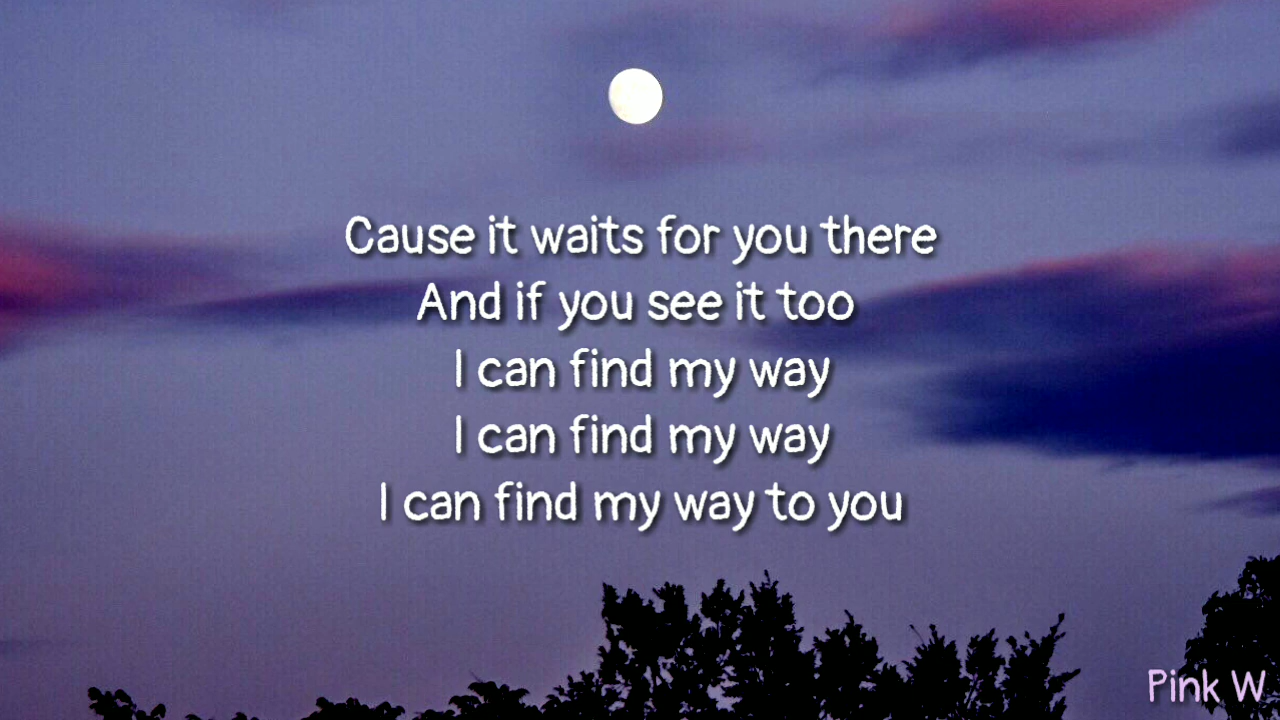 Cause it waits for you there
And if you see it too
I can find my way
I can find my way
I can find my way to you
Pink W